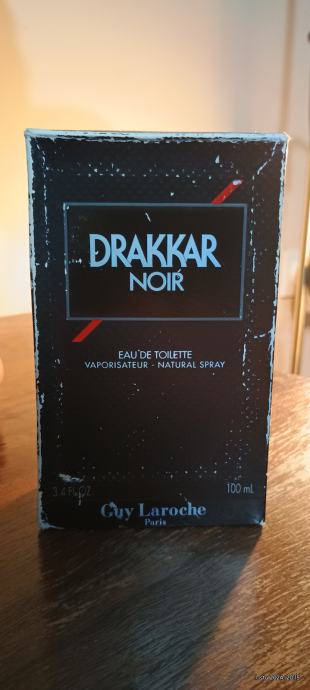 DRAKKAR
NOIR
EAU DE TOILETTE
VAPORISATEUR - NATURAL SPRAY
3.4 FL OZ 100 mL
Guy Laroche
Paris